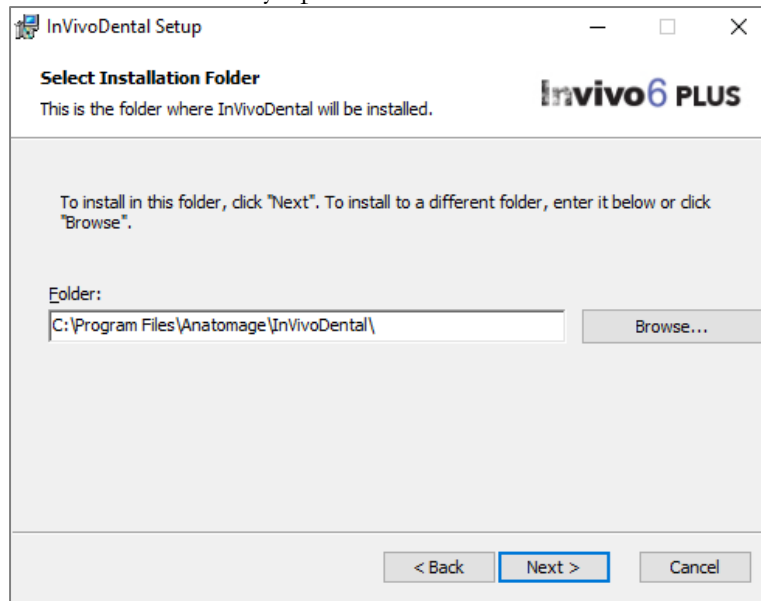 InVivoDental Setup
Select Installation Folder
This is the folder where InVivoDental will be installed.
Invivo6 PLUS
To install in this folder, click "Next". To install to a different folder, enter it below or click
"Browse".
Folder:
C:\Program Files\Anatomage\InVivoDental\
Browse...
< Back
Next >
Cancel